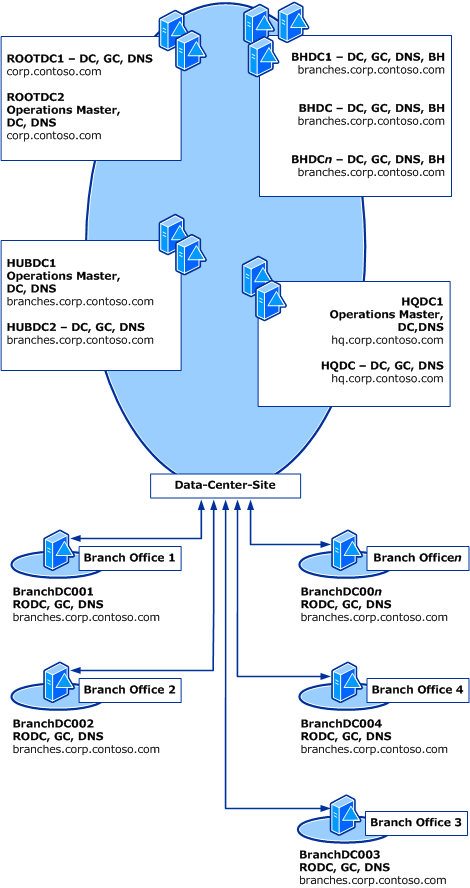 ROOTDC1 – DC, GC, DNS
corp.contoso.com
ROOTDC2
Operations Master,
DC, DNS
corp.contoso.com
BHDC1 – DC, GC, DNS, BH
branches.corp.contoso.com
BHDC – DC, GC, DNS, BH
branches.corp.contoso.com
BHDCn – DC, GC, DNS, BH
branches.corp.contoso.com
HUBDC1
Operations Master,
DC, DNS
branches.corp.contoso.com
HUBDC2 – DC, GC, DNS
branches.corp.contoso.com
HQDC1
Operations Master,
DC,DNS
hq.corp.contoso.com
HQDC – DC, GC, DNS
hq.corp.contoso.com
Data-Center-Site
Branch Office 1
BranchDC001
RODC, GC, DNS
branches.corp.contoso.com
Branch Officen
BranchDC00n
RODC, GC, DNS
branches.corp.contoso.com
Branch Office 2
BranchDC002
RODC, GC, DNS
branches.corp.contoso.com
Branch Office 4
BranchDC004
RODC, GC, DNS
branches.corp.contoso.com
Branch Office 3
BranchDC003
RODC, GC, DNS
branches.corp.contoso.com